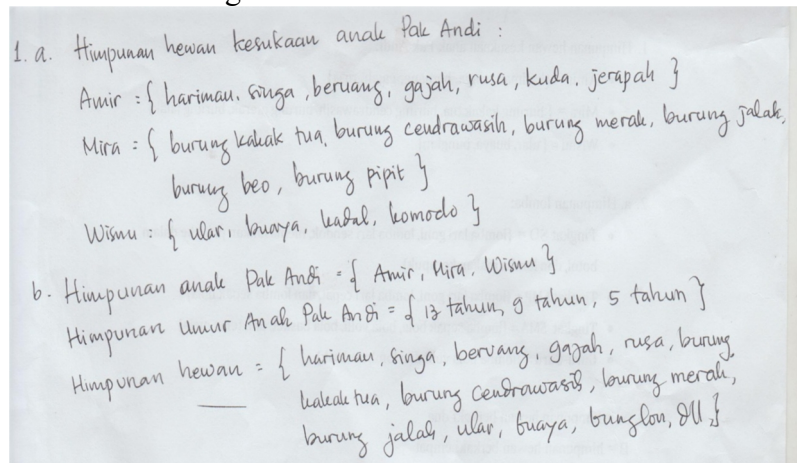 1. a. Himpunan hewan kesukaan anak Pak Andi :
Amir : { harimau, singa, beruang, gajah, rusa, kuda, jerapah }
Mira : { burung kakak tua, burung cendrawasih, burung merak, burung jalak,
burung beo, burung pipit }
Wisnu : { ular, buaya, kadal, komodo }
b. Himpunan anak Pak Andi = { Amir, Mira, Wisnu }
Himpunan Umur Anak Pak Andi = { 12 tahun, 9 tahun, 5 tahun }
Himpunan hewan = { harimau, singa, beruang, gajah, rusa, burung
kakak tua, burung cendrawasih, burung merak,
burung jalak, ular, buaya, bunglon, dll }